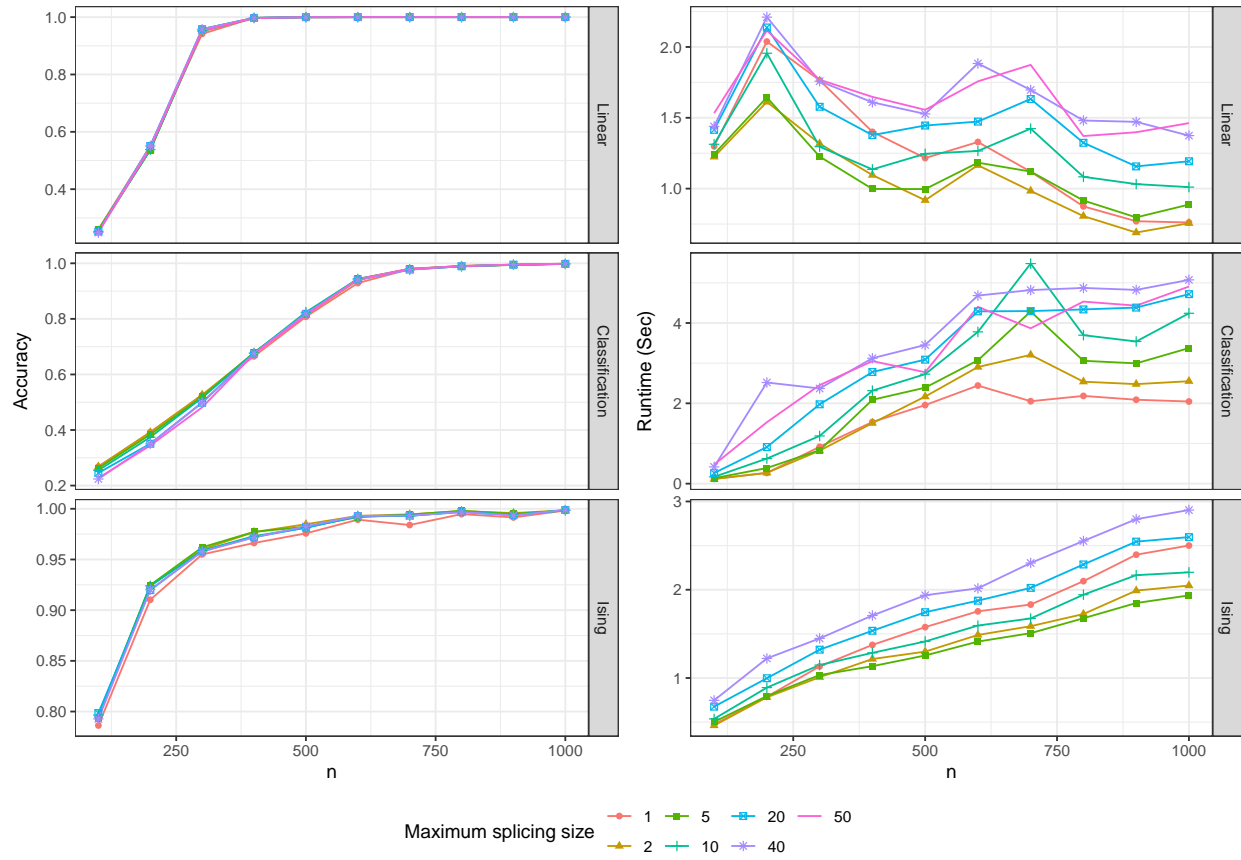 Accuracy
1.0
0.8
0.6
0.4
Linear
1.0
0.8
0.6
0.4
0.2
Classification
1.00
0.95
0.90
0.85
0.80
Ising
250 500 750 1000
n
Runtime (Sec)
2.0
1.5
1.0
Linear
4
2
0
Classification
3
2
1
Ising
250 500 750 1000
n
Maximum splicing size
1 5 20 50
2 10 40